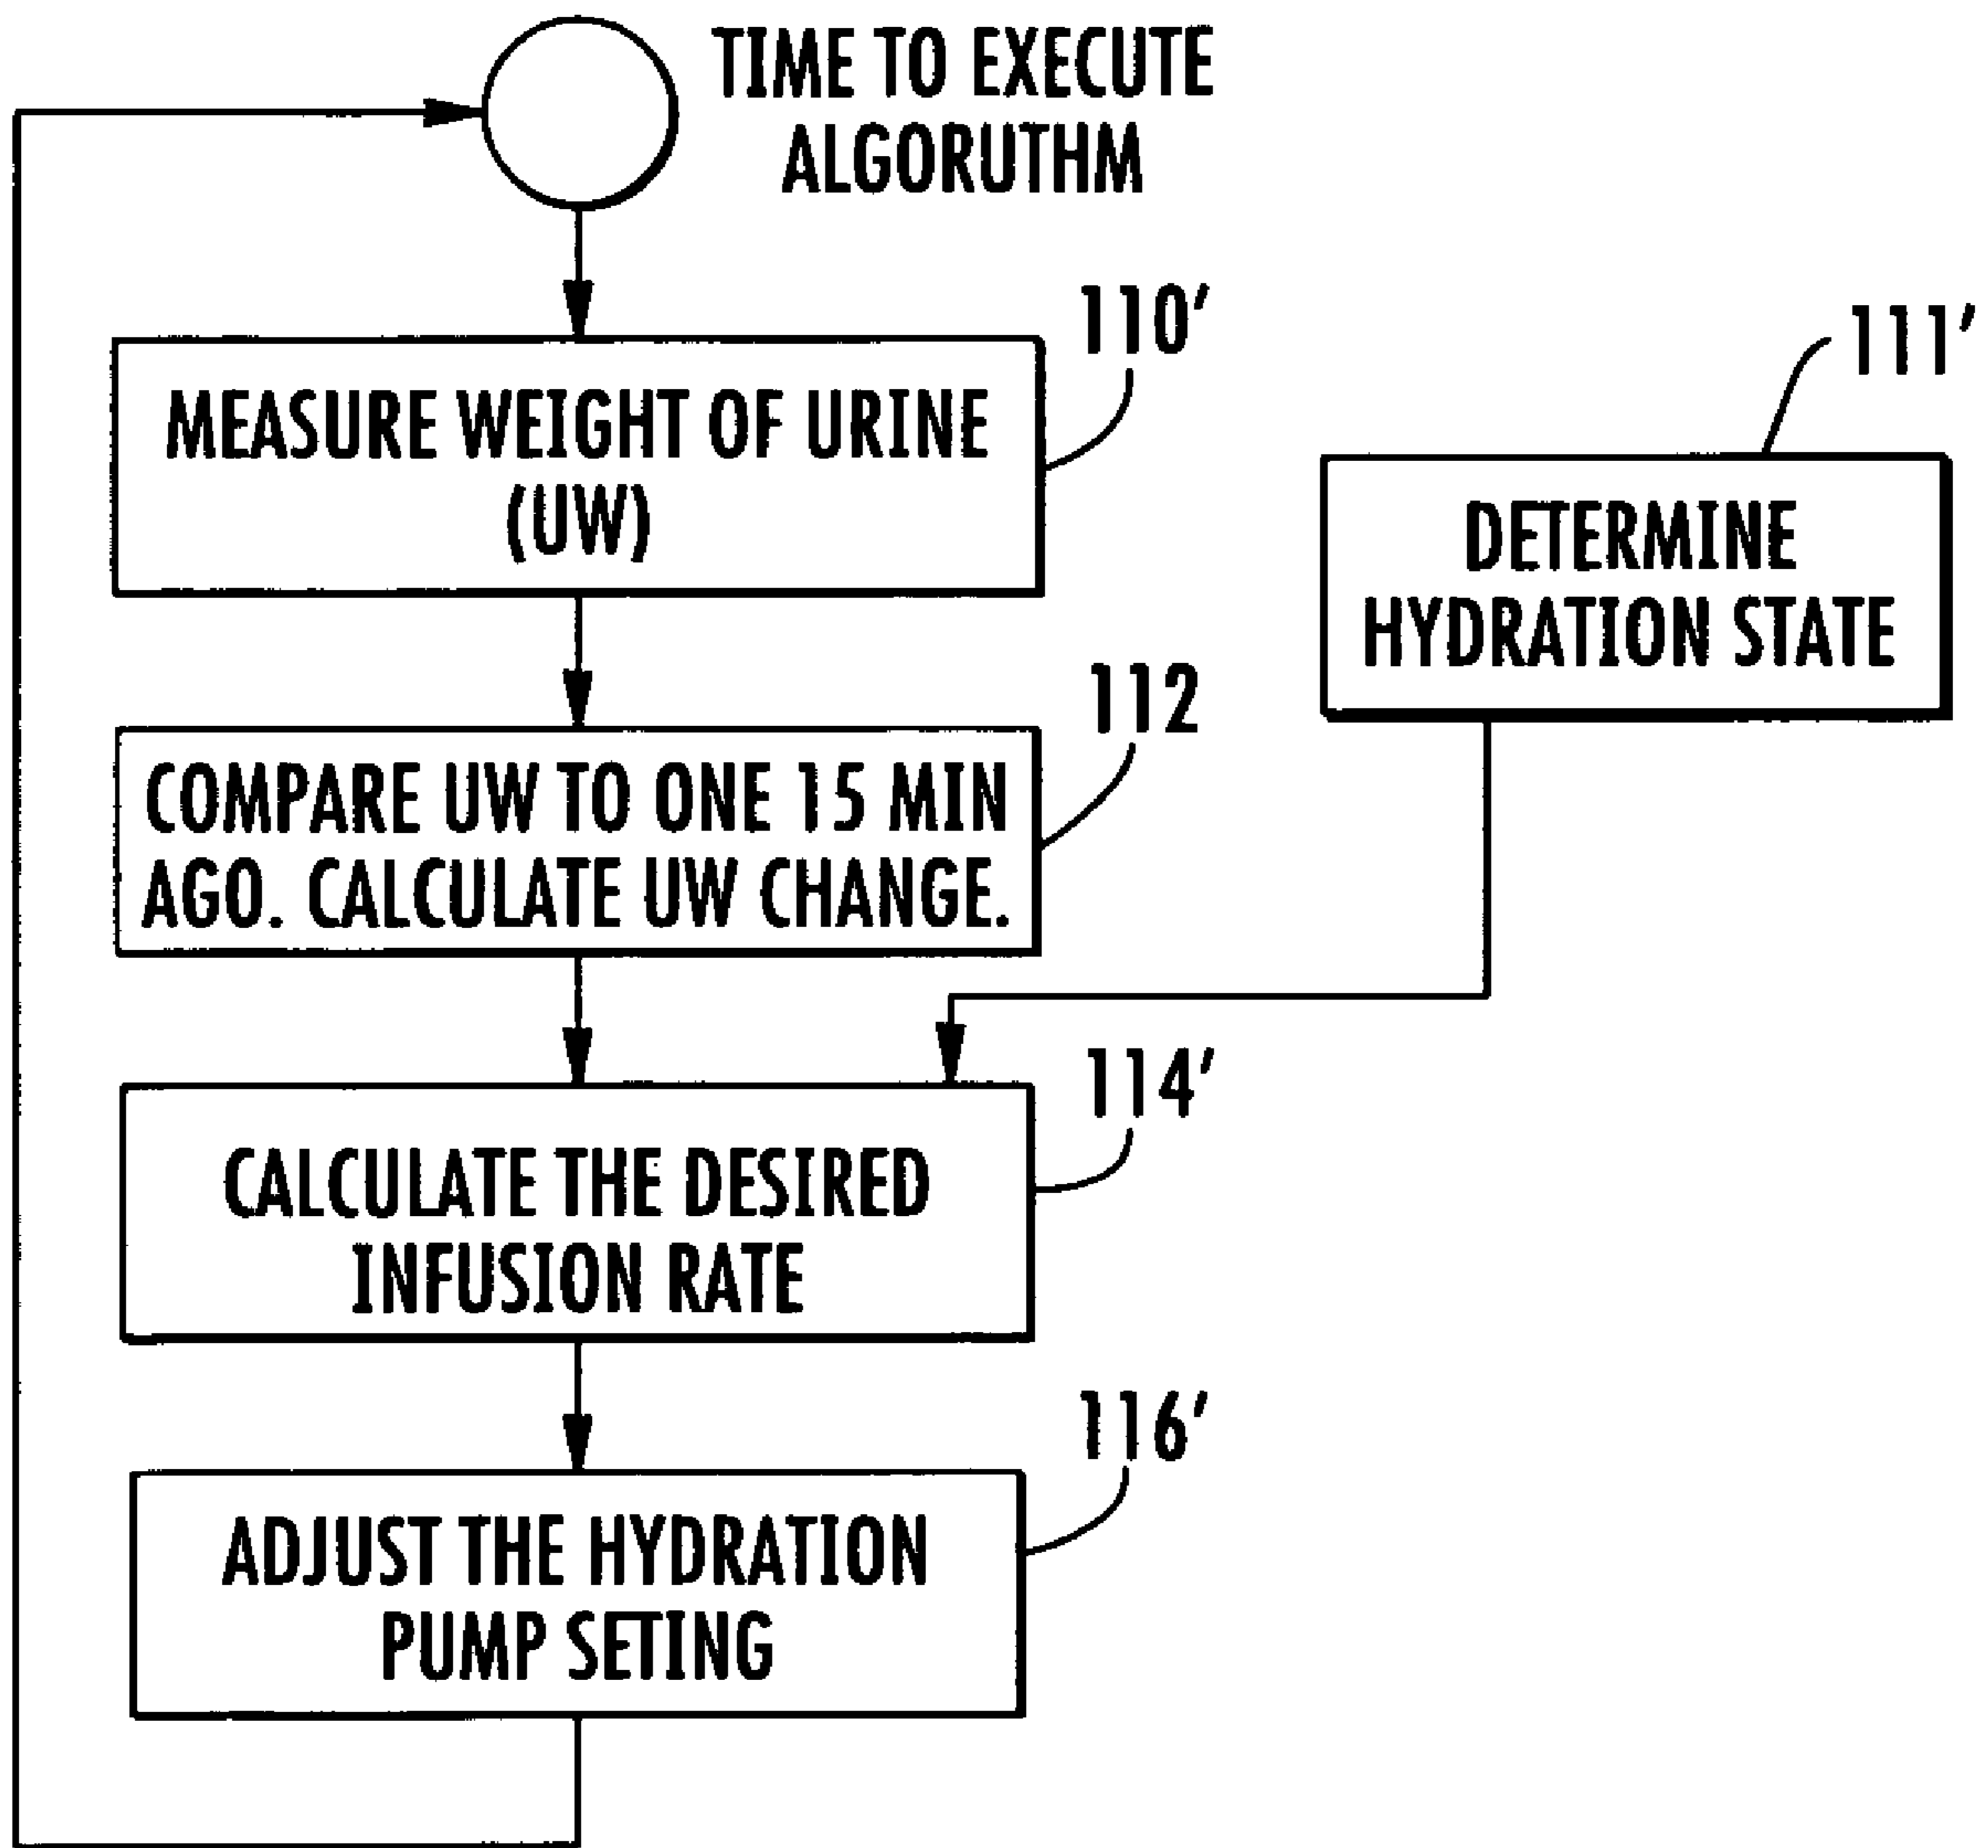 TIME TO EXECUTE
ALGORUTHM
110'
MEASURE WEIGHT OF URINE
(UW)
111'
DETERMINE
HYDRATION STATE
112
COMPARE UW TO ONE 15 MIN
AGO. CALCULATE UW CHANGE.
114'
CALCULATE THE DESIRED
INFUSION RATE
116'
ADJUST THE HYDRATION
PUMP SETING